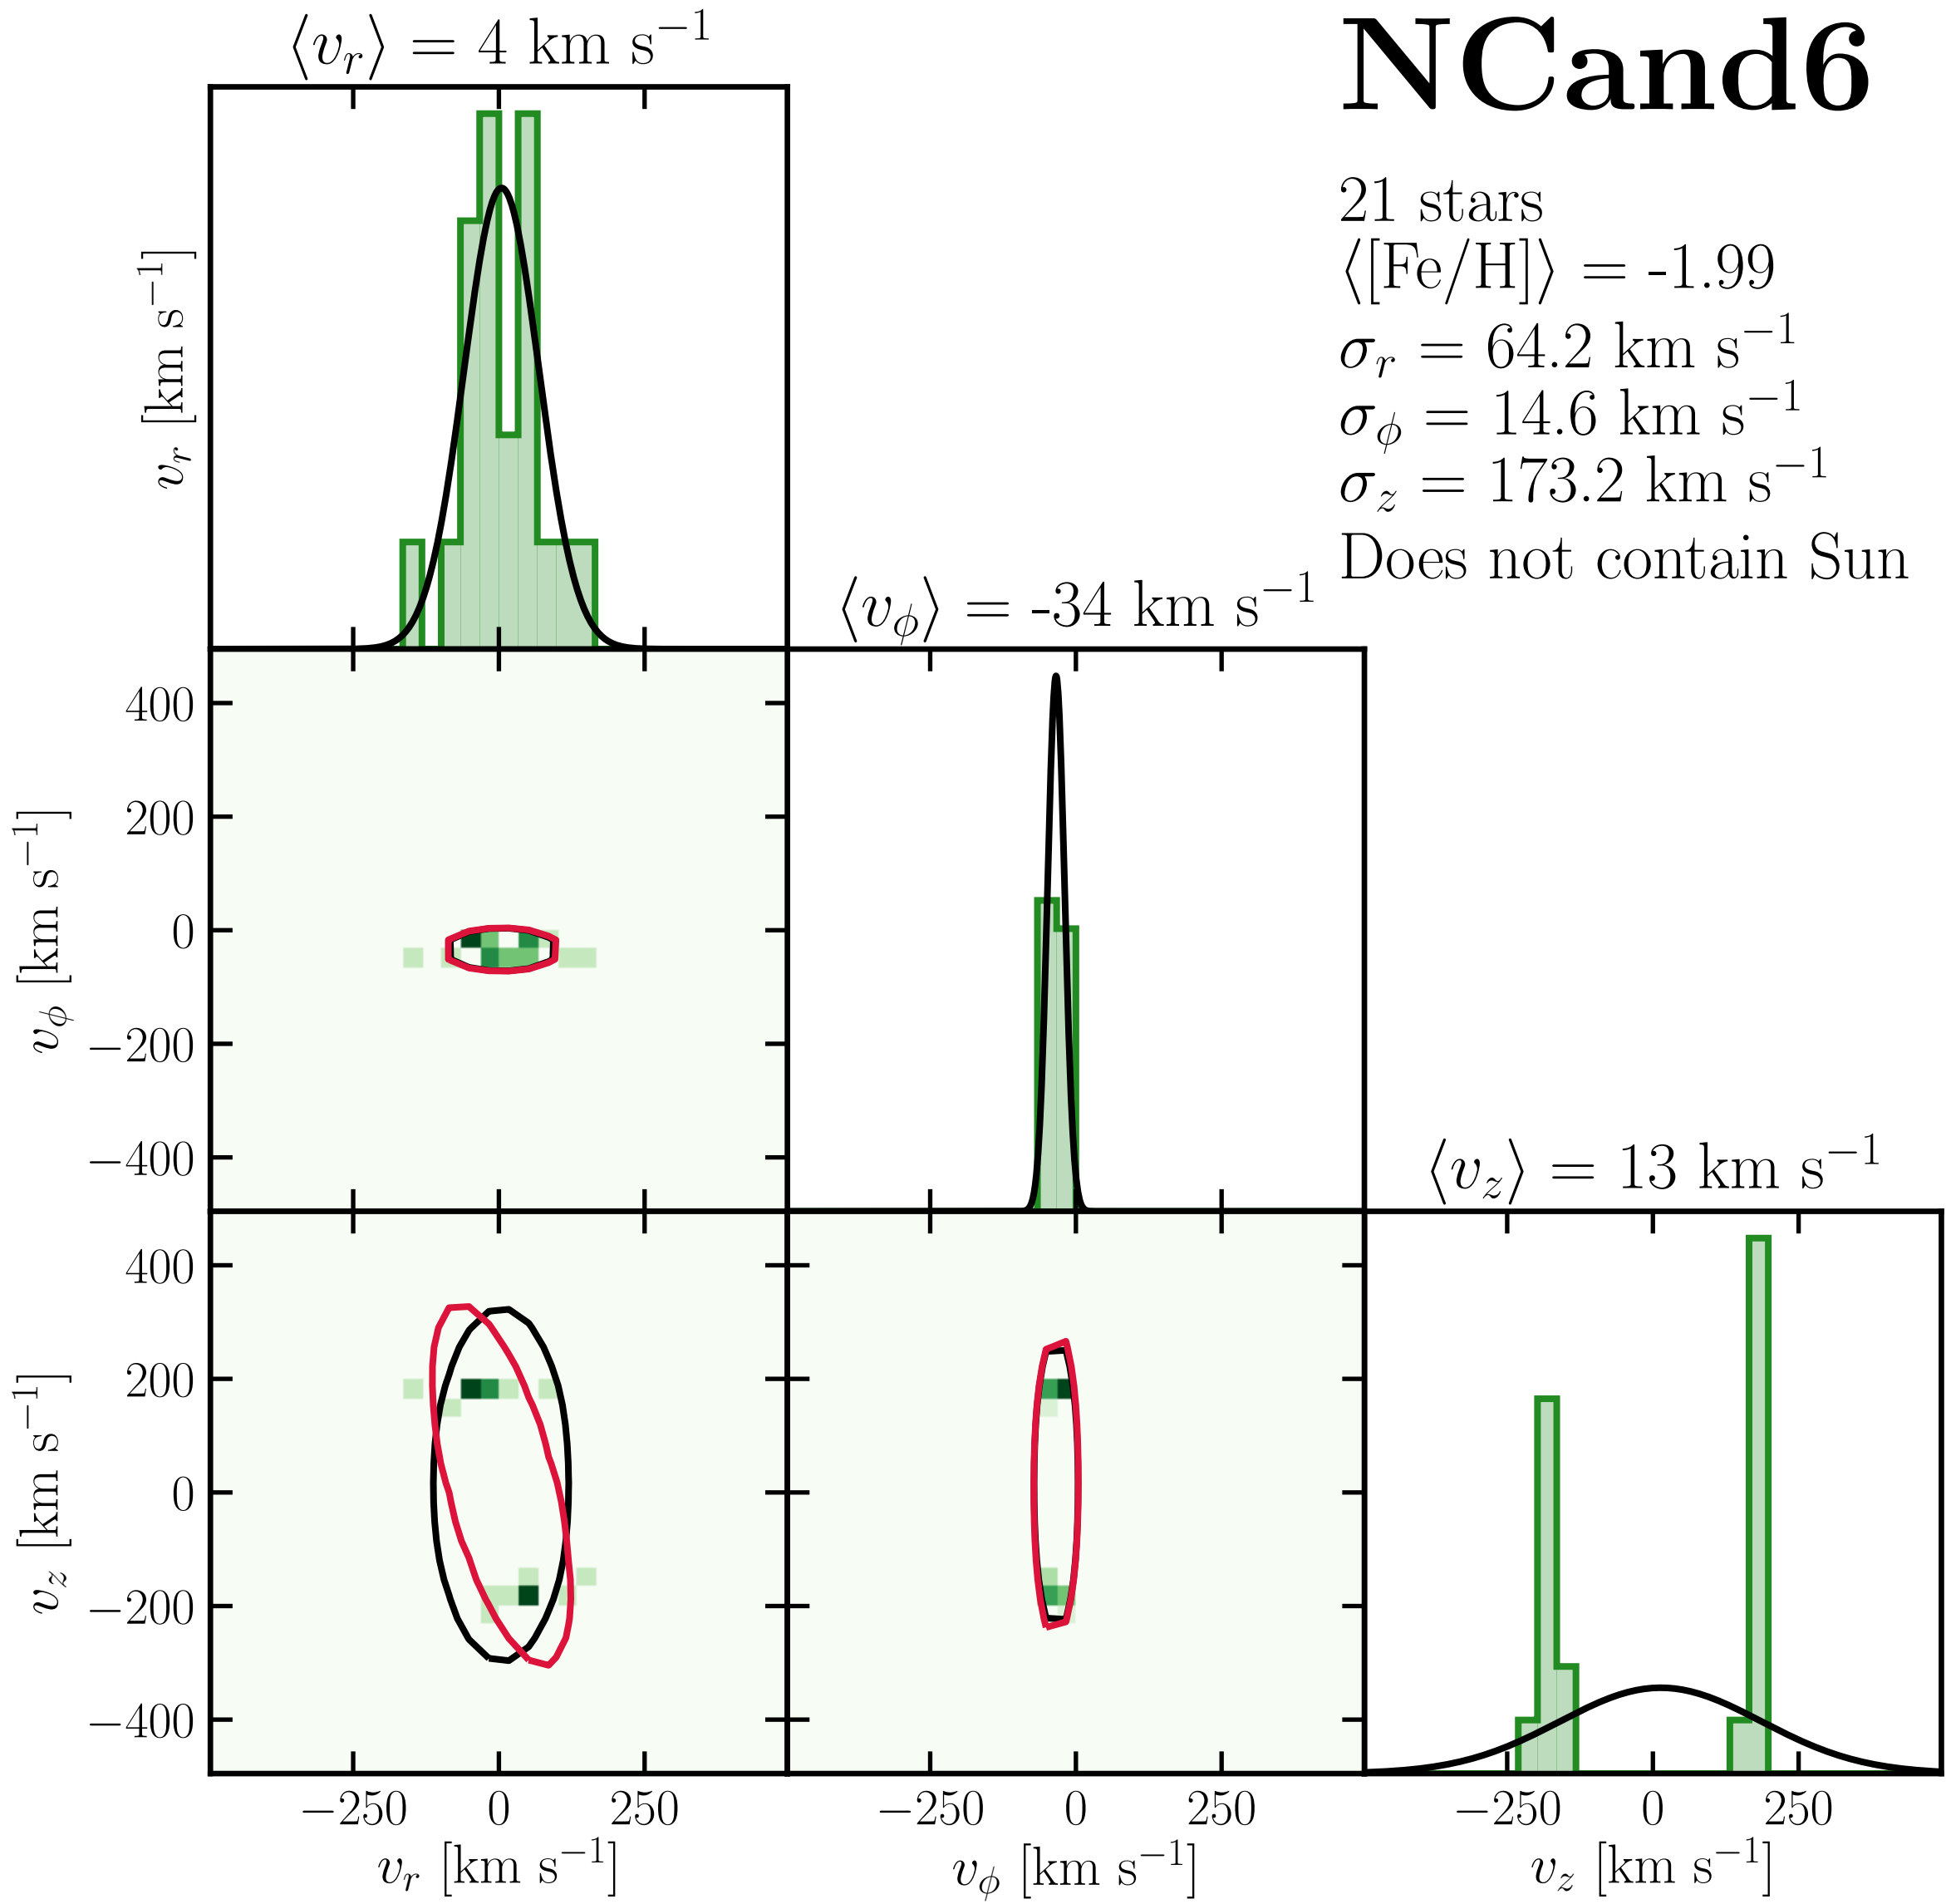 ⟨v_r⟩ = 4 km s⁻¹
NCand6
21 stars
⟨[Fe/H]⟩ = -1.99
σ_r = 64.2 km s⁻¹
σ_ϕ = 14.6 km s⁻¹
σ_z = 173.2 km s⁻¹
Does not contain Sun
v_r [km s⁻¹]
⟨v_ϕ⟩ = -34 km s⁻¹
400
200
0
−200
−400
v_ϕ [km s⁻¹]
⟨v_z⟩ = 13 km s⁻¹
400
200
0
−200
−400
v_z [km s⁻¹]
−250 0 250
−250 0 250
−250 0 250
v_r [km s⁻¹]
v_ϕ [km s⁻¹]
v_z [km s⁻¹]